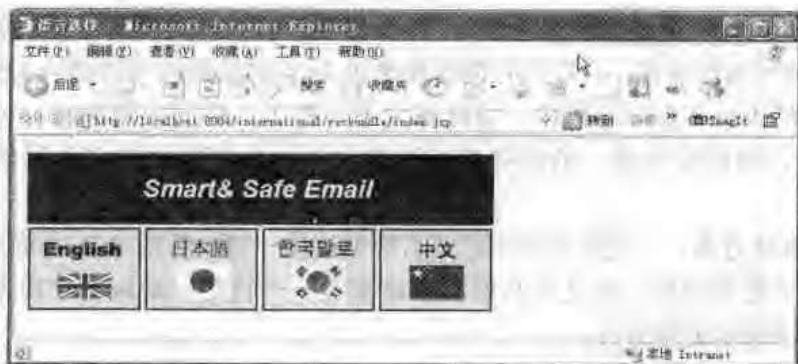 语言选择 - Microsoft Internet Explorer
文件(F) 编辑(E) 查看(V) 收藏(A) 工具(T) 帮助(H)
后退 搜索 收藏夹
转到 SnagIt
Smart& Safe Email
English 日本語 한국말로 中文
本地 Intranet